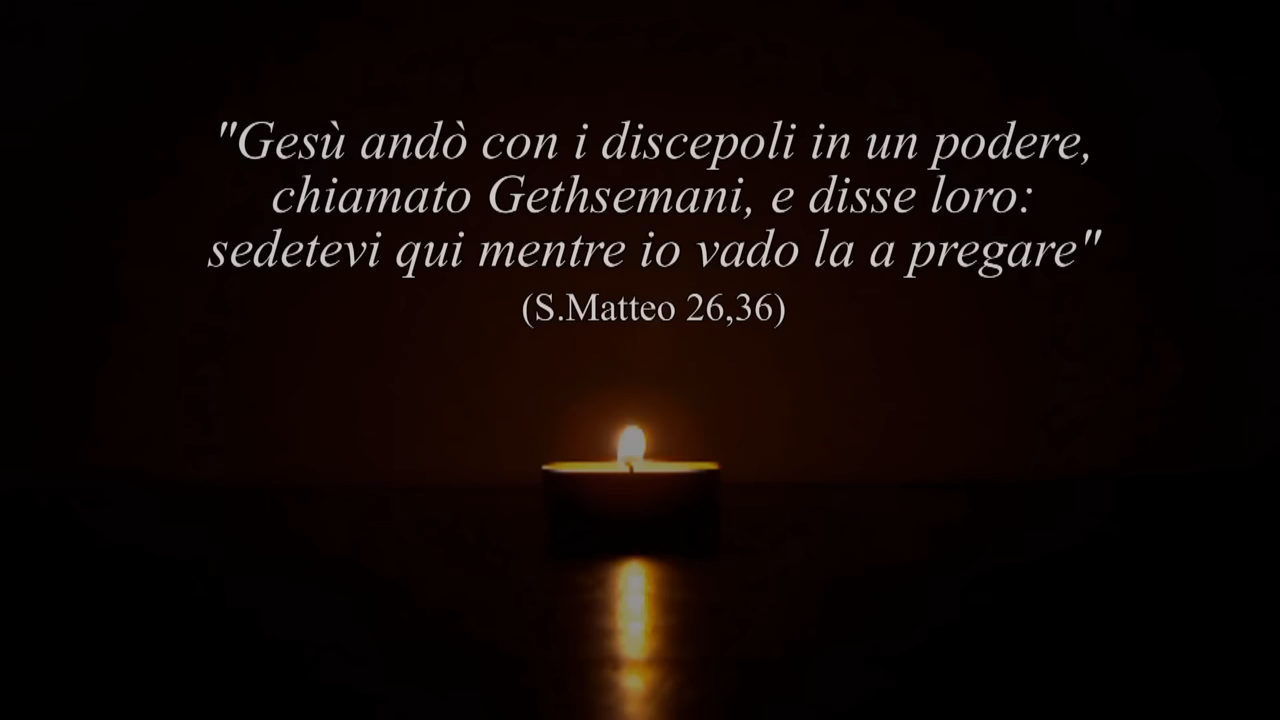 "Gesù andò con i discepoli in un podere,
chiamato Gethsemani, e disse loro:
sedetevi qui mentre io vado la a pregare"
(S.Matteo 26,36)